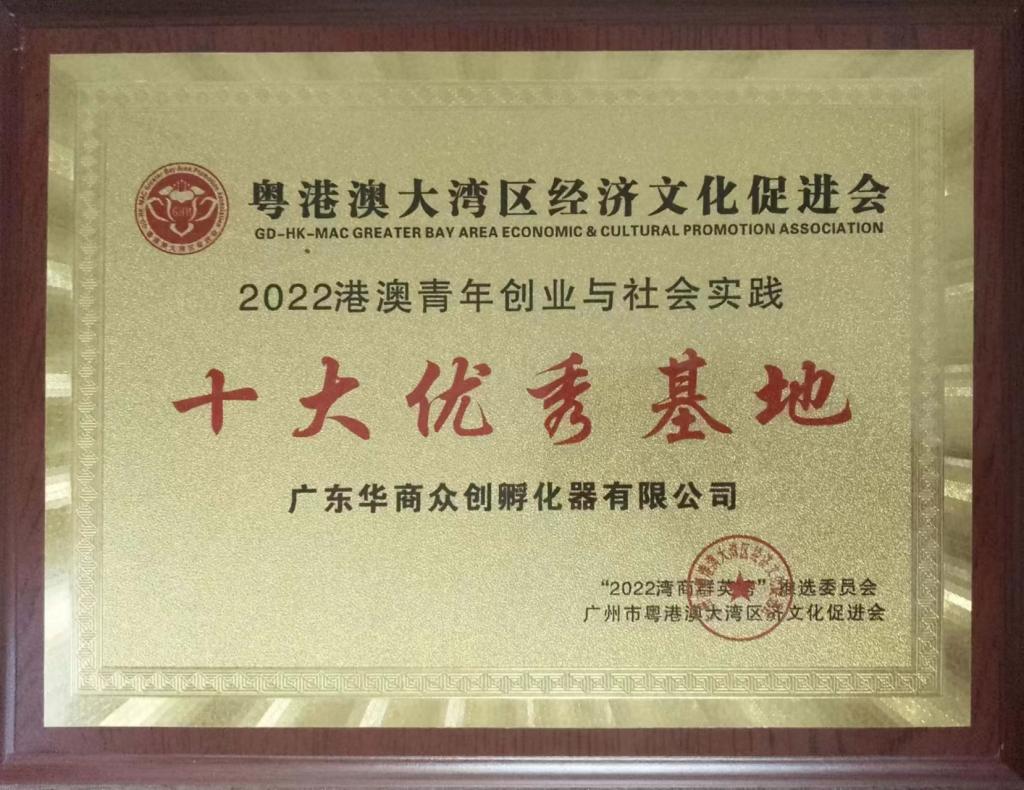 粤港澳大湾区经济文化促进会
GD-HK-MAC GREATER BAY AREA ECONOMIC & CULTURAL PROMOTION ASSOCIATION
2022港澳青年创业与社会实践
十大优秀基地
广东华商众创孵化器有限公司
“2022湾商群英榜”推选委员会
广州市粤港澳大湾区经济文化促进会